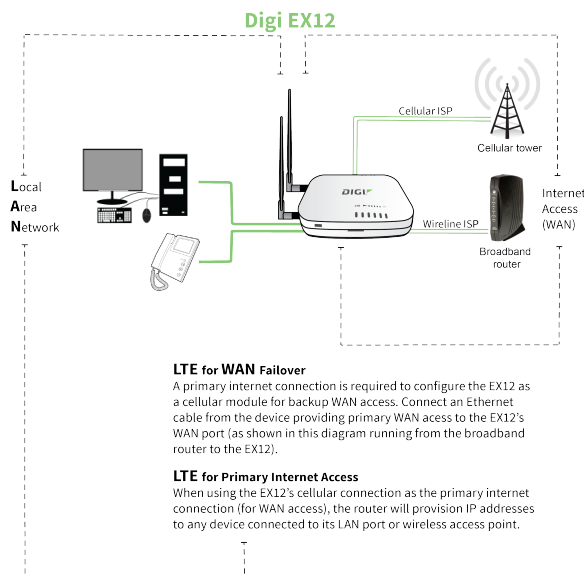 Digi EX12
Cellular ISP
Cellular tower
Local
Area
Network
DIGI
Wireline ISP
Internet
Access
(WAN)
Broadband
router
LTE for WAN Failover
A primary internet connection is required to configure the EX12 as
a cellular module for backup WAN access. Connect an Ethernet
cable from the device providing primary WAN acess to the EX12's
WAN port (as shown in this diagram running from the broadband
router to the EX12).
LTE for Primary Internet Access
When using the EX12's cellular connection as the primary internet
connection (for WAN access), the router will provision IP addresses
to any device connected to its LAN port or wireless access point.